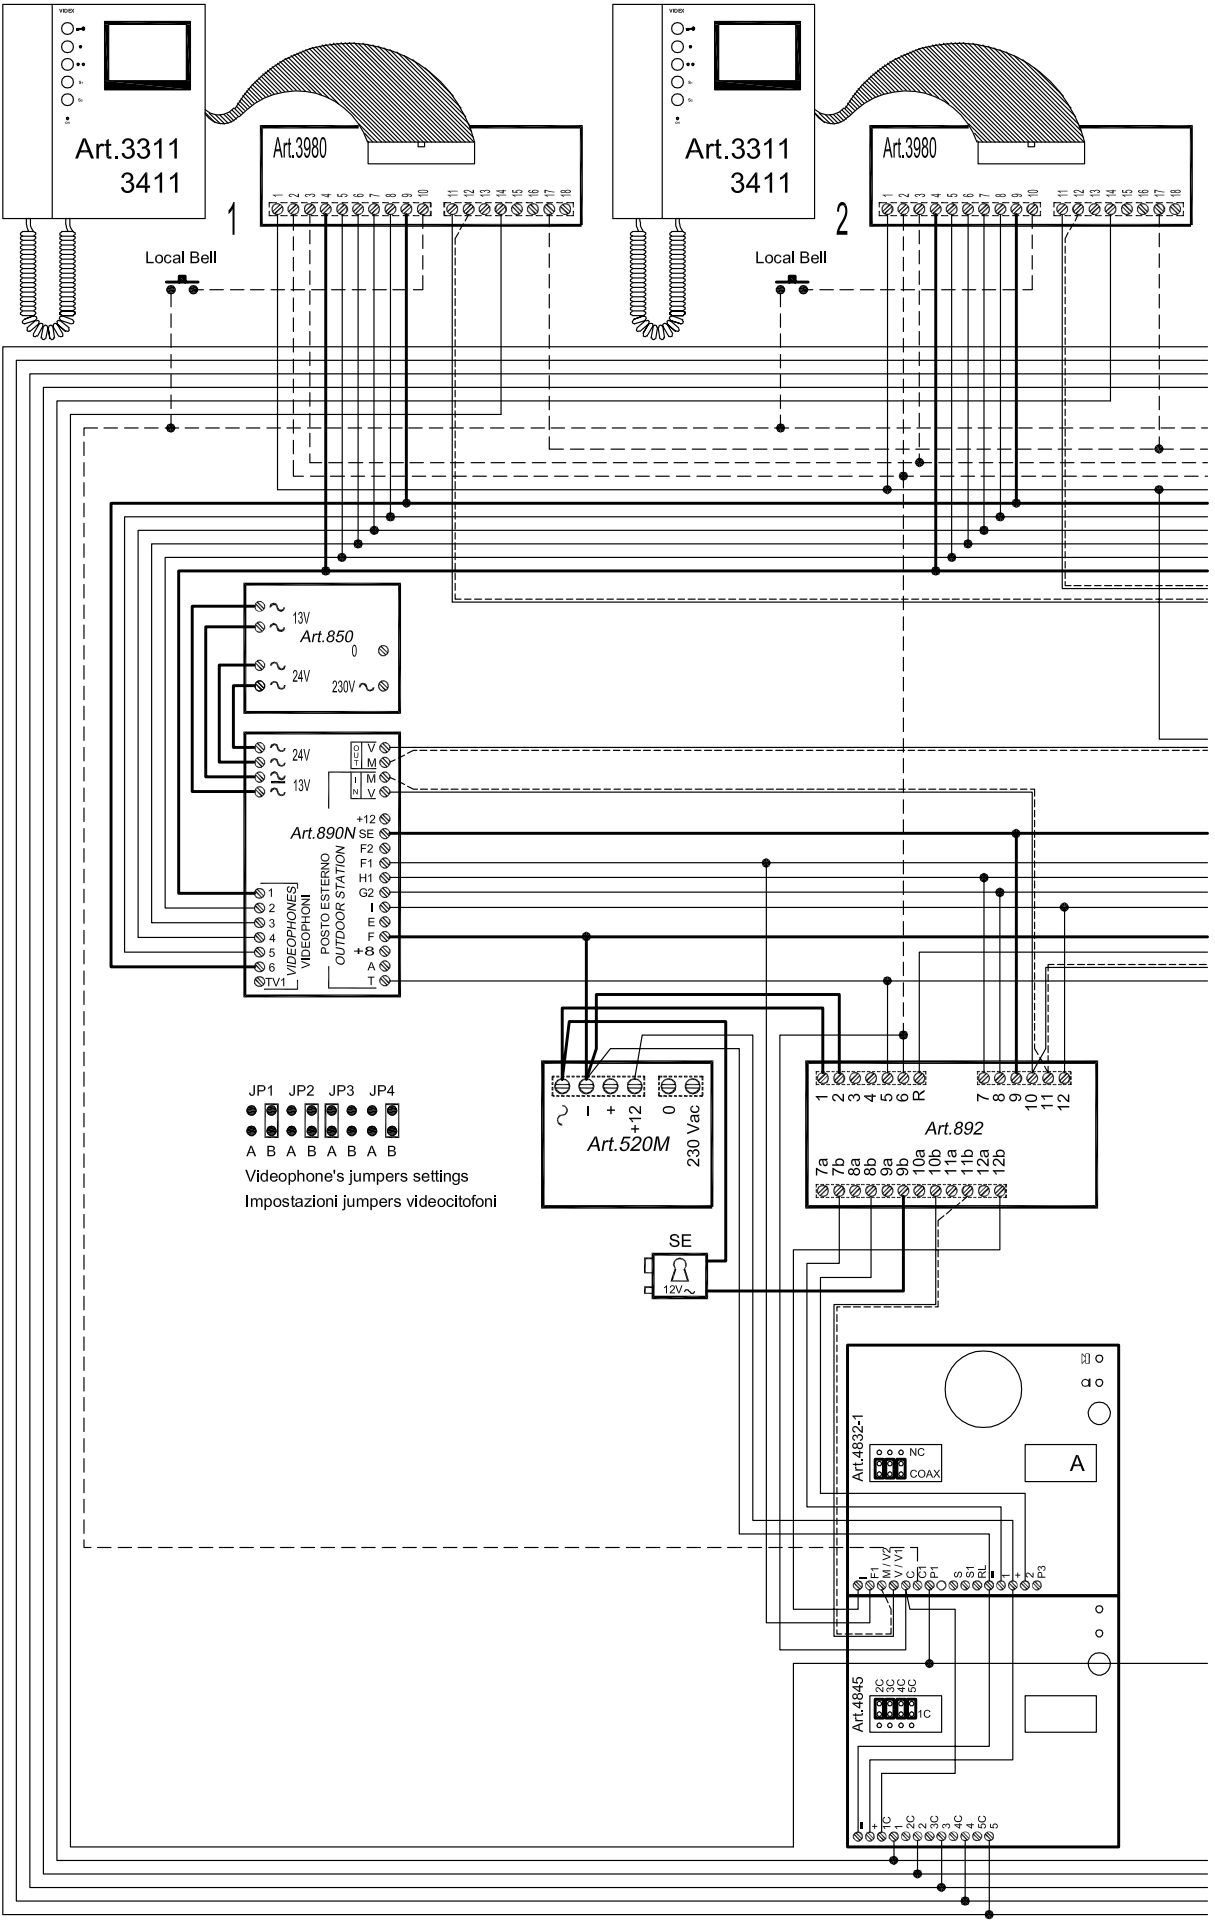 VIDEX
VIDEX
Art.3311
3411
Art.3980
1 2 3 4 5 6 7 8 9 10 11 12 13 14 15 16 17 18
1
Local Bell
Art.3311
3411
Art.3980
1 2 3 4 5 6 7 8 9 10 11 12 13 14 15 16 17 18
2
Local Bell
13V
Art.850
0
24V
230V
24V
13V
OUT
V
M
IN
M
V
Art.890N
+12
SE
F2
F1
H1
G2
I
E
F
+8
A
T
POSTO ESTERNO
OUTDOOR STATION
1
2
3
4
5
6
TV1
VIDEOPHONES
VIDEOPHONI
JP1 JP2 JP3 JP4
A B A B A B A B
Videophone's jumpers settings
Impostazioni jumpers videocitofoni
− + +12 0 230 Vac
Art.520M
1 2 3 4 5 6 R 7 8 9 10 11 12
Art.892
7a 7b 8a 8b 9a 9b 10a 10b 11a 11b 12a 12b
SE
12V
Art.4832-1
NC
COAX
A
I F1 M / V2 V / V1 C C1 P1 S S1 RL − 1 + 2 P3
Art.4845
2C 3C 4C 5C
1C
− + 1C 1 2C 2 3C 3 4C 4 5C 5